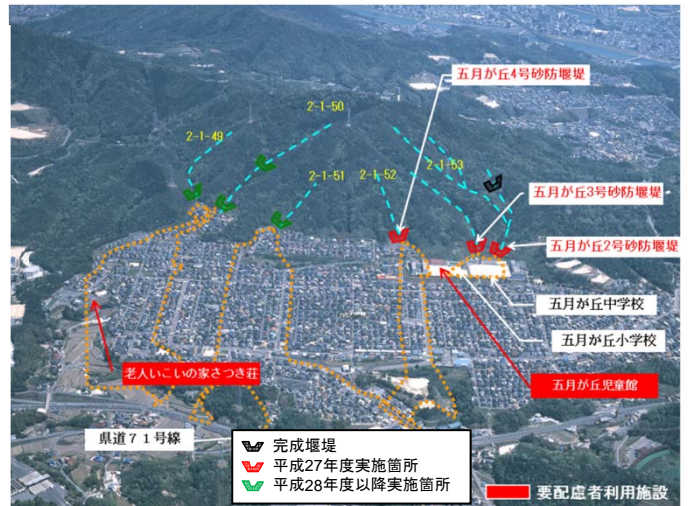 五月が丘4号砂防堰堤
2-1-50
2-1-49
2-1-53
2-1-51
2-1-52
五月が丘3号砂防堰堤
五月が丘2号砂防堰堤
五月が丘中学校
五月が丘小学校
老人いこいの家さつき荘
五月が丘児童館
県道71号線
完成堰堤
平成27年度実施箇所
平成28年度以降実施箇所
要配慮者利用施設